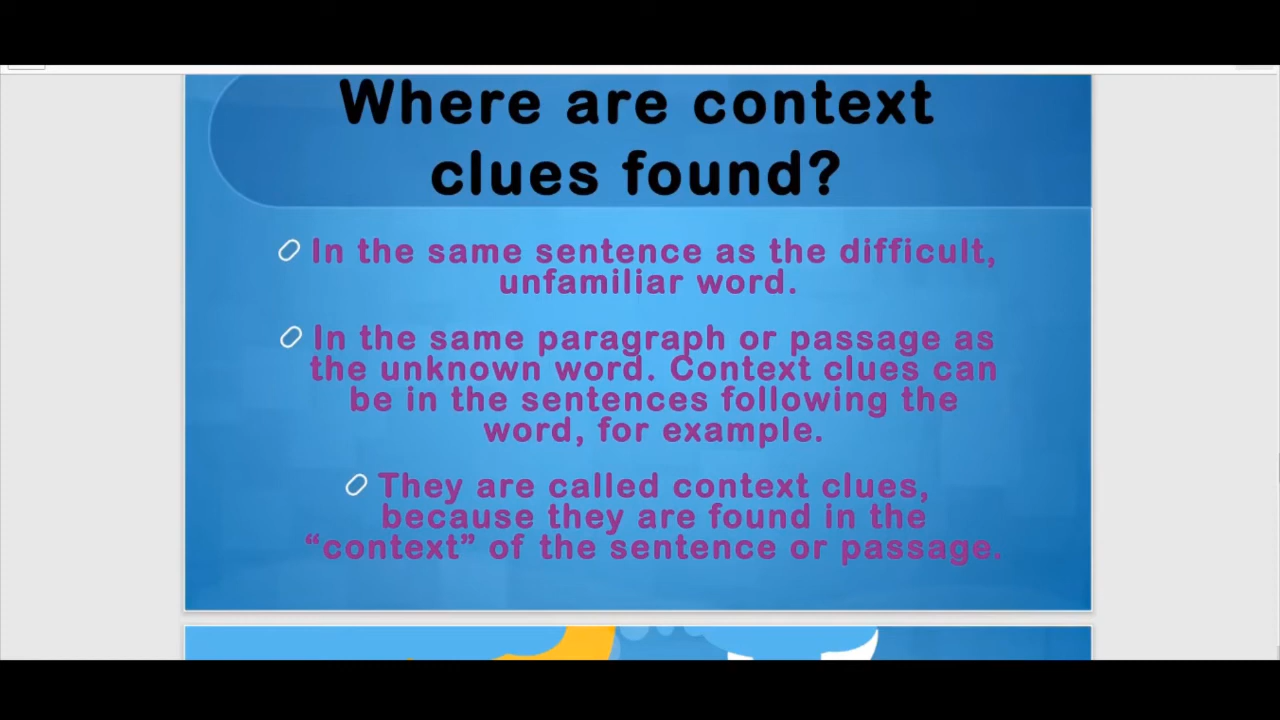 Where are context
clues found?
In the same sentence as the difficult,
unfamiliar word.
In the same paragraph or passage as
the unknown word. Context clues can
be in the sentences following the
word, for example.
They are called context clues,
because they are found in the
“context” of the sentence or passage.